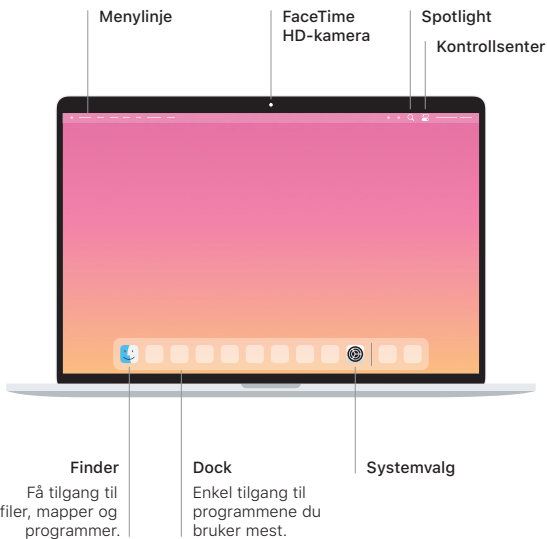 Menylinje
FaceTime
HD-kamera
Spotlight
Kontrollsenter
Finder
Få tilgang til
filer, mapper og
programmer.
Dock
Enkel tilgang til
programmene du
bruker mest.
Systemvalg